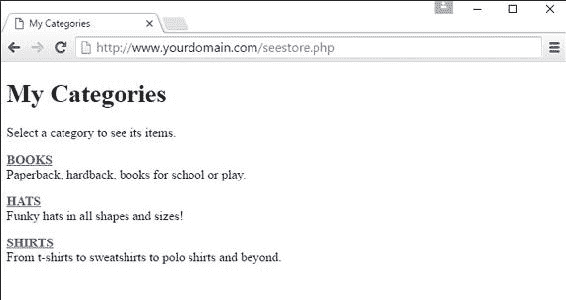 My Categories
http://www.yourdomain.com/seestore.php
My Categories
Select a category to see its items.
BOOKS
Paperback, hardback, books for school or play.
HATS
Funky hats in all shapes and sizes!
SHIRTS
From t-shirts to sweatshirts to polo shirts and beyond.